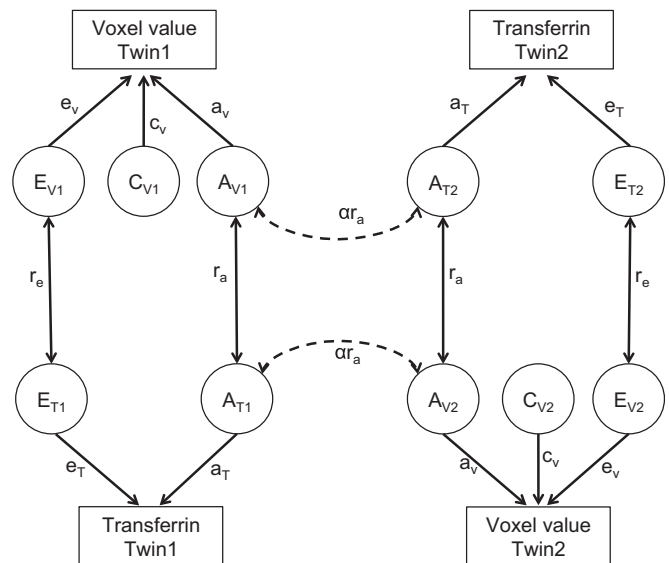 Voxel value
Twin1
Transferrin
Twin2
e_v
c_v
a_v
a_T
e_T
E_V1
C_V1
A_V1
A_T2
E_T2
αr_a
r_e
r_a
r_a
r_e
αr_a
E_T1
A_T1
A_V2
C_V2
E_V2
e_T
a_T
a_v
c_v
e_v
Transferrin
Twin1
Voxel value
Twin2